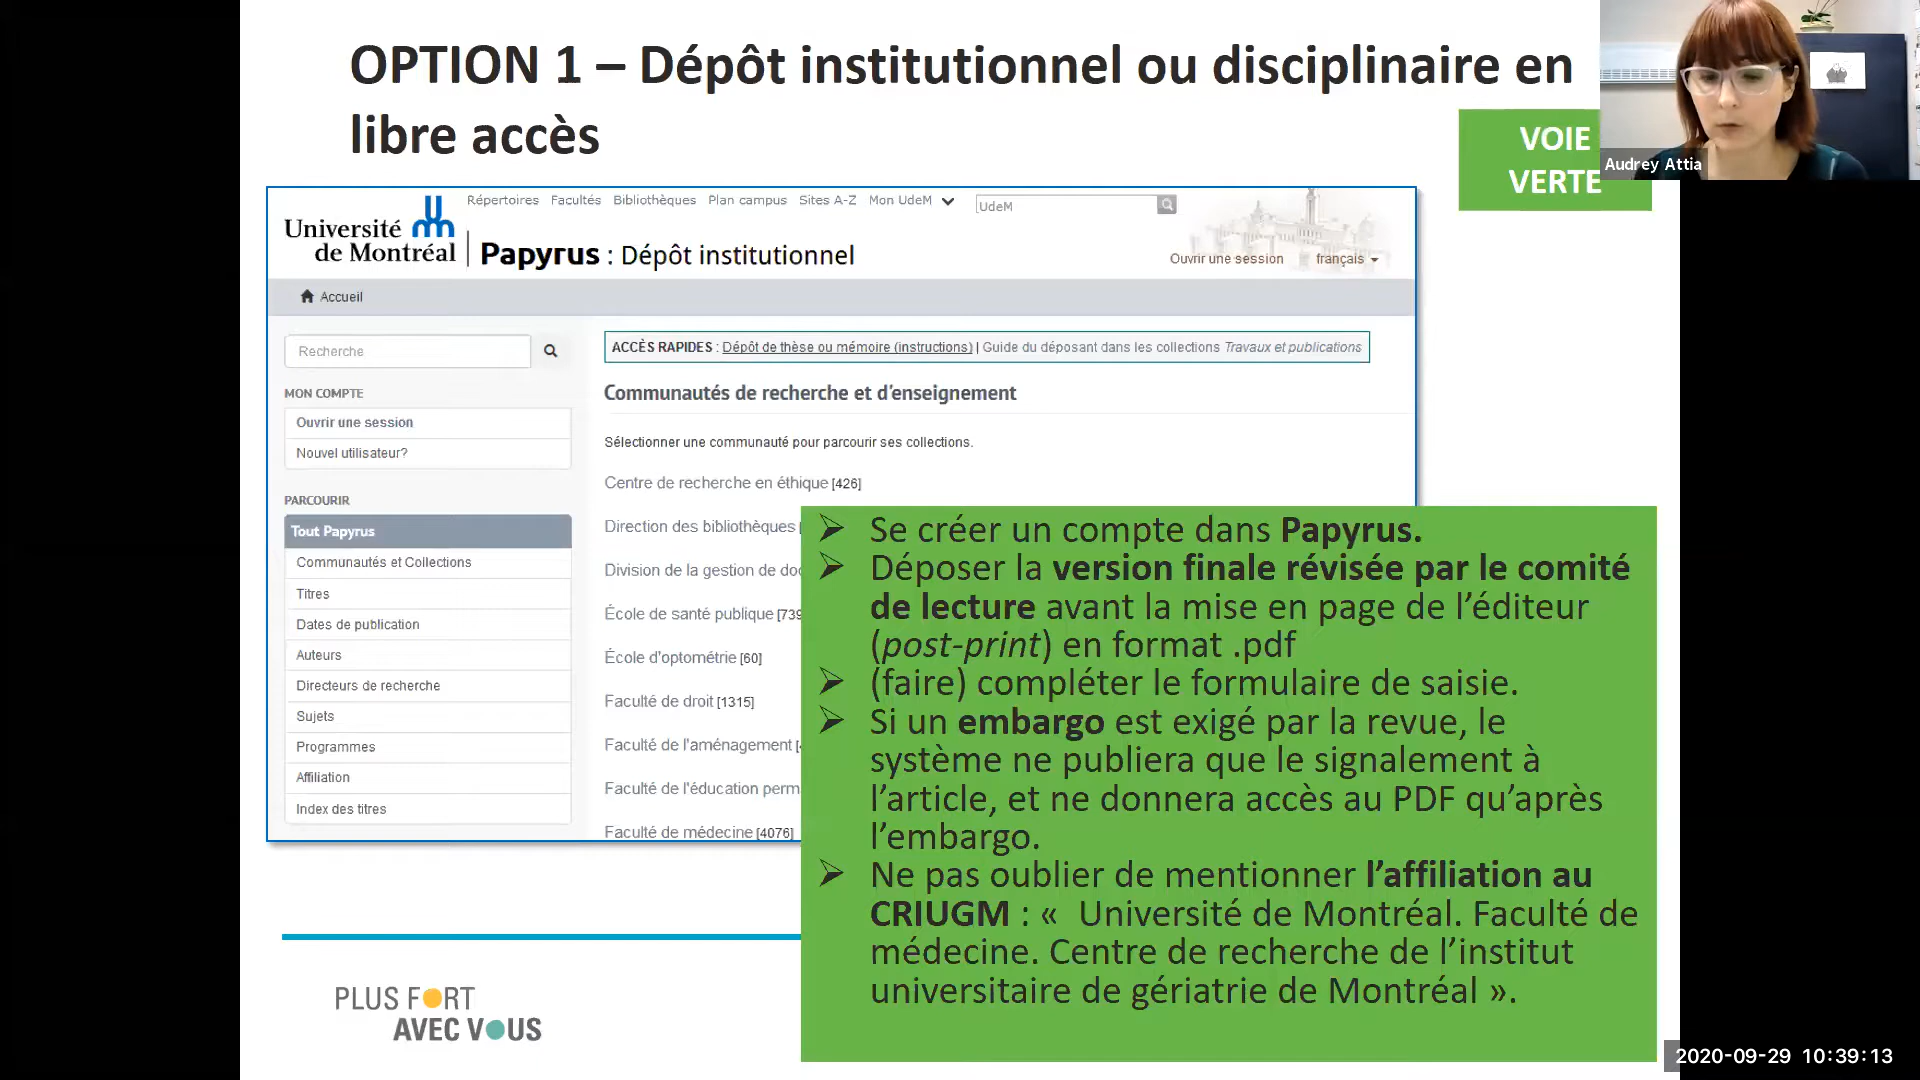 OPTION 1 – Dépôt institutionnel ou disciplinaire en
libre accès
VOIE
VERTE
Audrey Attia
Répertoires Facultés Bibliothèques Plan campus Sites A-Z Mon UdeM
UdeM
Université
de Montréal
Papyrus : Dépôt institutionnel
Ouvrir une session français
Accueil
Recherche
MON COMPTE
Ouvrir une session
Nouvel utilisateur?
PARCOURIR
Tout Papyrus
Communautés et Collections
Titres
Dates de publication
Auteurs
Directeurs de recherche
Sujets
Programmes
Affiliation
Index des titres
ACCÈS RAPIDES : Dépôt de thèse ou mémoire (instructions) | Guide du déposant dans les collections Travaux et publications
Communautés de recherche et d'enseignement
Sélectionner une communauté pour parcourir ses collections.
Centre de recherche en éthique [426]
Direction des bibliothèques [
Division de la gestion de doc
École de santé publique [739
École d'optométrie [60]
Faculté de droit [1315]
Faculté de l'aménagement [
Faculté de l'éducation perm
Faculté de médecine [4076]
➢ Se créer un compte dans Papyrus.
➢ Déposer la version finale révisée par le comité
de lecture avant la mise en page de l’éditeur
(post-print) en format .pdf
➢ (faire) compléter le formulaire de saisie.
➢ Si un embargo est exigé par la revue, le
système ne publiera que le signalement à
l’article, et ne donnera accès au PDF qu’après
l’embargo.
➢ Ne pas oublier de mentionner l’affiliation au
CRIUGM : « Université de Montréal. Faculté de
médecine. Centre de recherche de l’institut
universitaire de gériatrie de Montréal ».
PLUS FORT
AVEC VOUS
2020-09-29 10:39:13